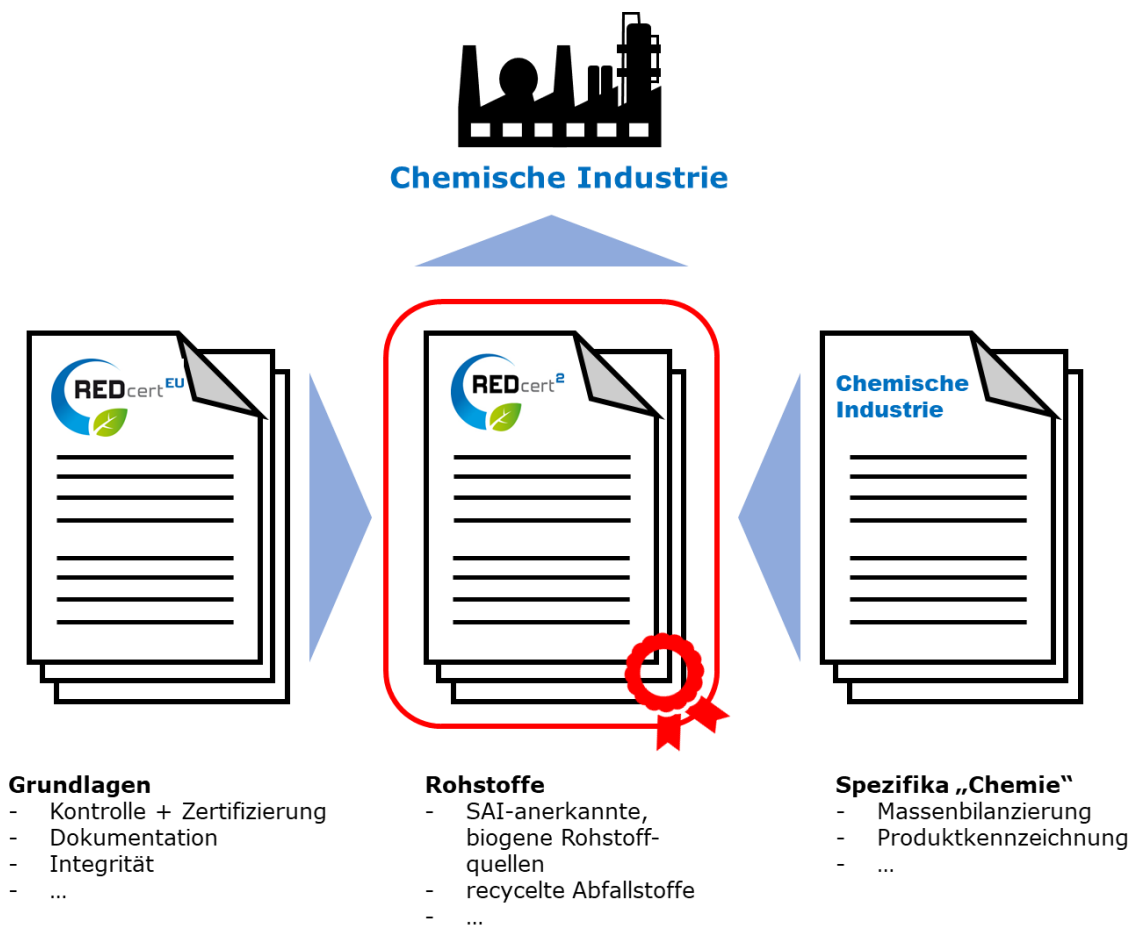 Chemische Industrie
REDcert EU
REDcert²
Chemische
Industrie
Grundlagen
- Kontrolle + Zertifizierung
- Dokumentation
- Integrität
- ...
Rohstoffe
- SAI-anerkannte,
biogene Rohstoff-
quellen
- recycelte Abfallstoffe
- ...
Spezifika „Chemie“
- Massenbilanzierung
- Produktkennzeichnung
- ...